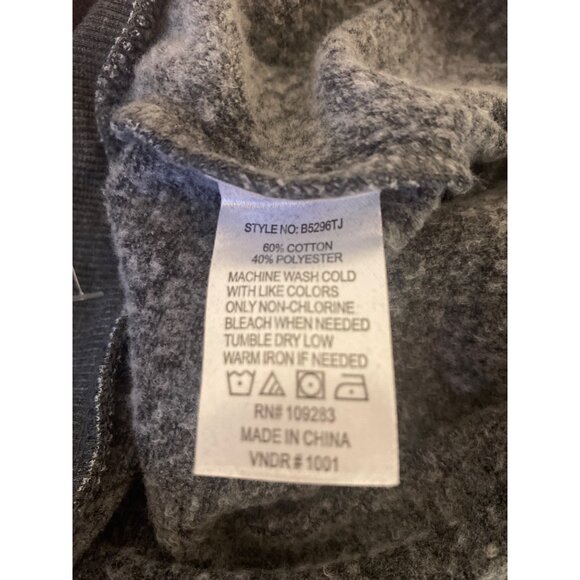 STYLE NO: B5296TJ
60% COTTON
40% POLYESTER
MACHINE WASH COLD
WITH LIKE COLORS
ONLY NON-CHLORINE
BLEACH WHEN NEEDED
TUMBLE DRY LOW
WARM IRON IF NEEDED
RN# 109283
MADE IN CHINA
VNDR # 1001